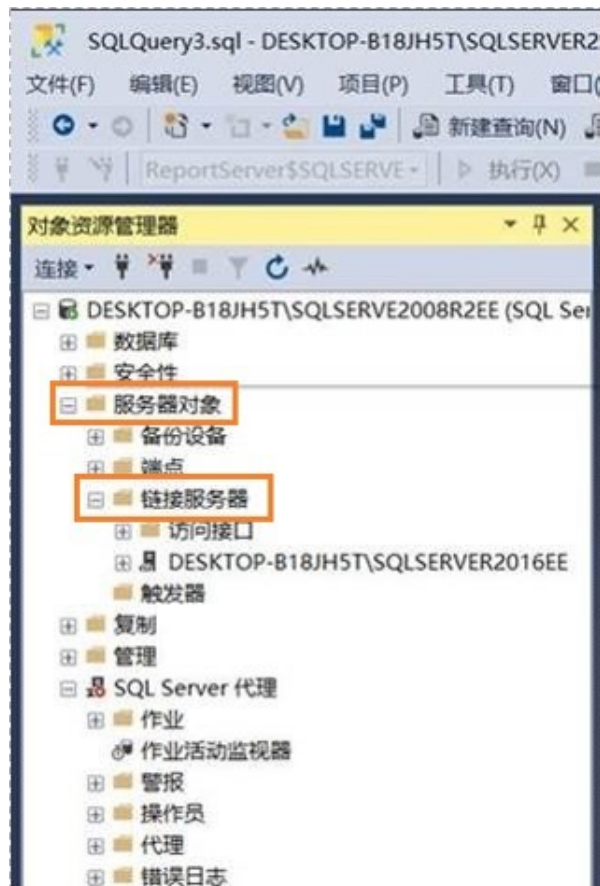 SQLQuery3.sql - DESKTOP-B18JH5T\SQLSERVER2
文件(F) 编辑(E) 视图(V) 项目(P) 工具(T) 窗口(
新建查询(N)
ReportServer$SQLSERVE 执行(X)
对象资源管理器
连接
DESKTOP-B18JH5T\SQLSERVE2008R2EE (SQL Ser
数据库
安全性
服务器对象
备份设备
端点
链接服务器
访问接口
DESKTOP-B18JH5T\SQLSERVER2016EE
触发器
复制
管理
SQL Server 代理
作业
作业活动监视器
警报
操作员
代理
错误日志